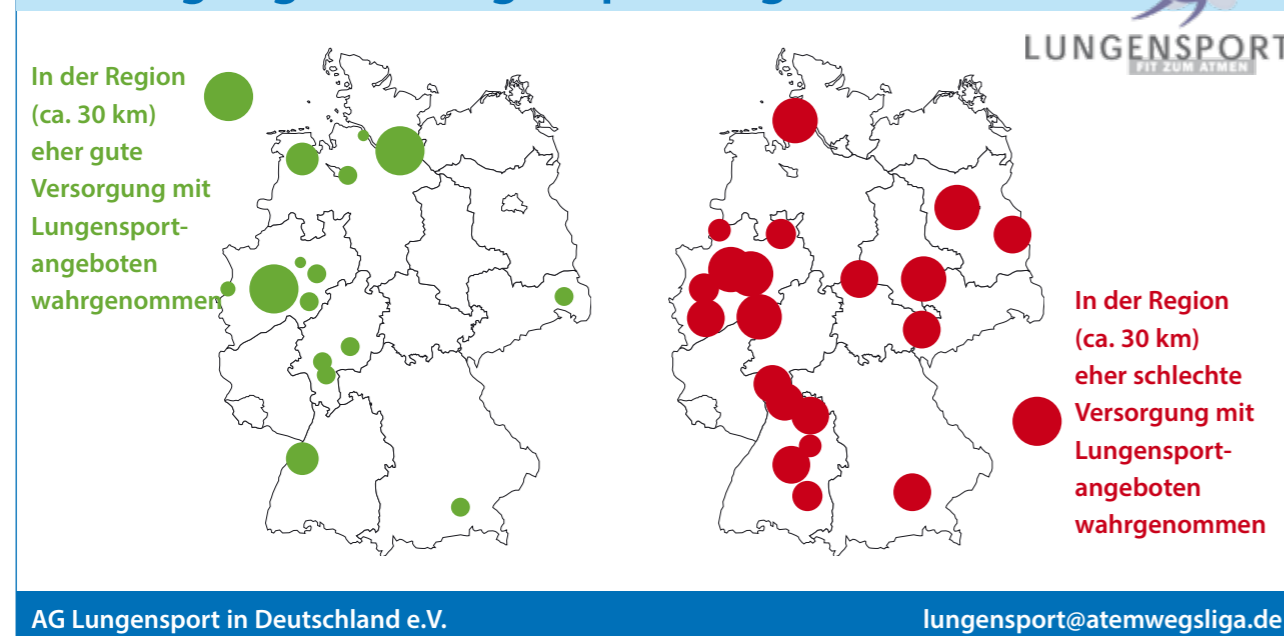 LUNGENSPORT
FIT ZUM ATMEN
In der Region
(ca. 30 km)
eher gute
Versorgung mit
Lungensport-
angeboten
wahrgenommen
In der Region
(ca. 30 km)
eher schlechte
Versorgung mit
Lungensport-
angeboten
wahrgenommen
AG Lungensport in Deutschland e.V.
lungensport@atemwegsliga.de